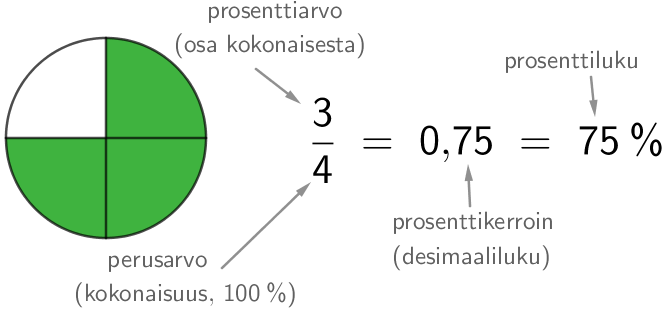 prosenttiarvo
(osa kokonaisesta)
prosenttiluku
3
4
= 0,75 = 75 %
prosenttikerroin
(desimaaliluku)
perusarvo
(kokonaisuus, 100 %)